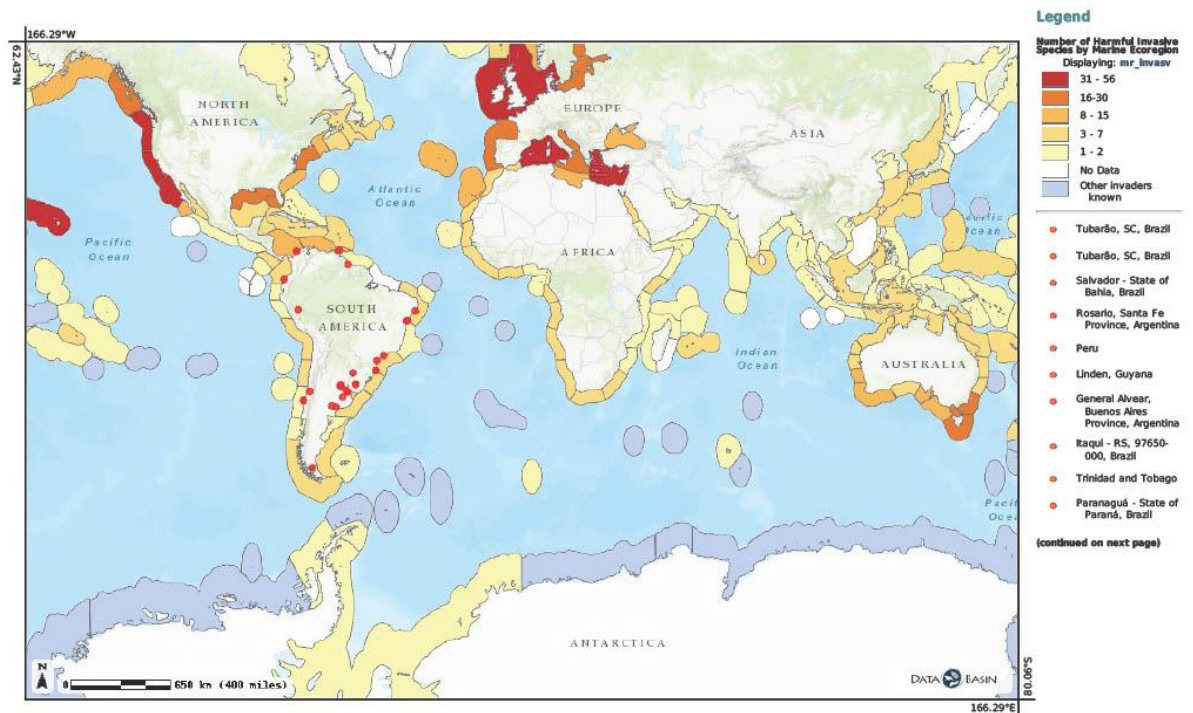 166.29°W
62.43°N
NORTH
AMERICA
EUROPE
ASIA
Atlantic
Ocean
Pacific
Ocean
Pacific
Ocean
AFRICA
SOUTH
AMERICA
Indian
Ocean
AUSTRALIA
ANTARCTICA
N
0
650 km (400 miles)
DATA BASIN
80.06°S
166.29°E
Legend
Number of Harmful Invasive
Species by Marine Ecoregion
Displaying: mr_invasv
31 - 56
16-30
8 - 15
3 - 7
1 - 2
No Data
Other invaders
known
Tubarão, SC, Brazil
Tubarão, SC, Brazil
Salvador - State of
Bahia, Brazil
Rosario, Santa Fe
Province, Argentina
Peru
Linden, Guyana
General Alvear,
Buenos Aires
Province, Argentina
Itaqui - RS, 97650-
000, Brazil
Trinidad and Tobago
Paranaguá - State of
Paraná, Brazil
(continued on next page)